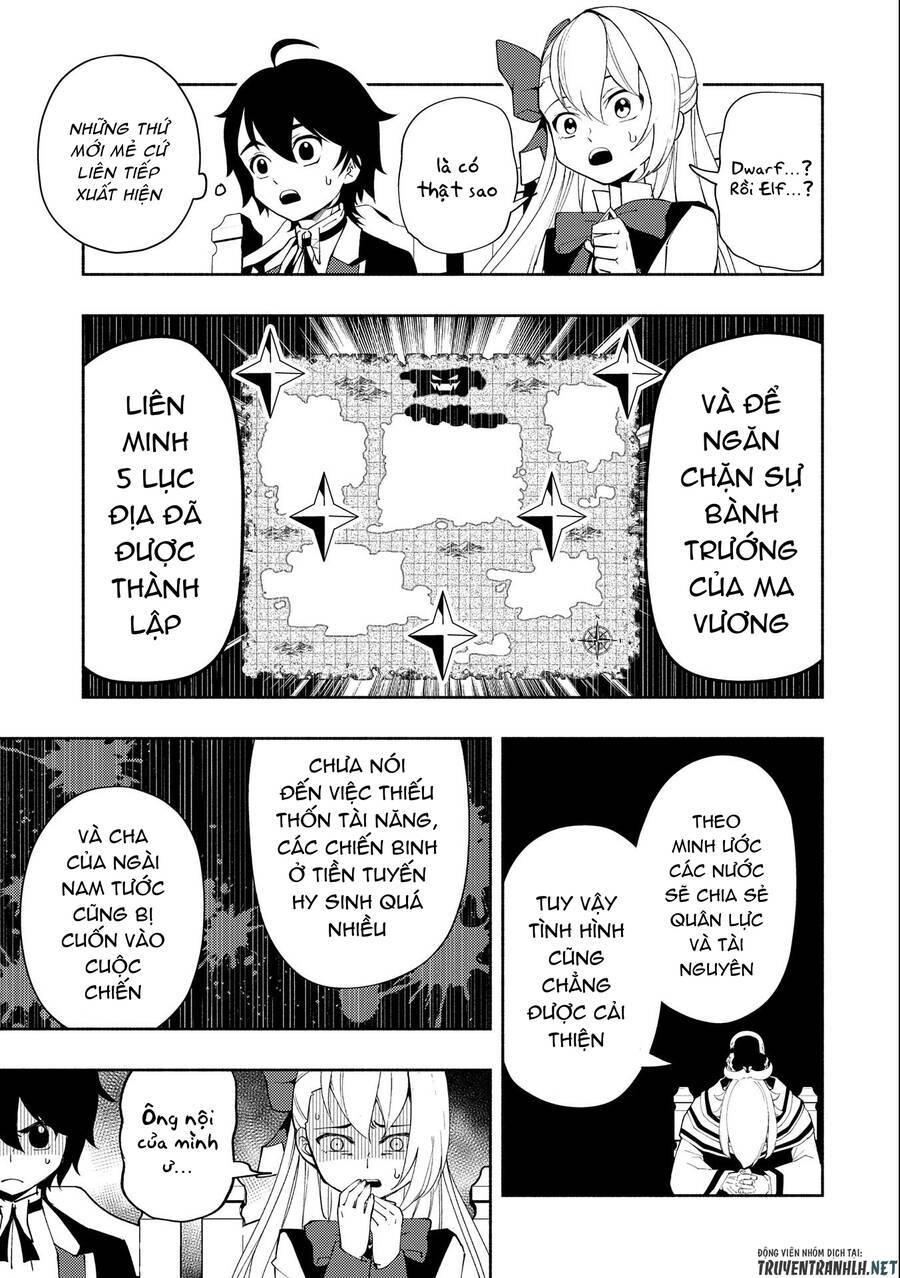 Dwarf...?
Rồi Elf...?
là có
thật sao
NHỮNG THỨ
MỚI MẺ CỨ
LIÊN TIẾP
XUẤT HIỆN
VÀ ĐỂ
NGĂN
CHẶN SỰ
BÀNH
TRƯỚNG
CỦA MA
VƯƠNG
LIÊN
MINH
5 LỤC
ĐỊA ĐÃ
ĐƯỢC
THÀNH
LẬP
THEO
MINH ƯỚC
CÁC NƯỚC
SẼ CHIA SẺ
QUÂN LỰC
VÀ TÀI
NGUYÊN
TUY VẬY
TÌNH HÌNH
CŨNG CHẲNG
ĐƯỢC CẢI
THIỆN
CHƯA NÓI
ĐẾN VIỆC THIẾU
THỐN TÀI NĂNG,
CÁC CHIẾN BINH
Ở TIỀN TUYẾN
HY SINH QUÁ
NHIỀU
VÀ CHA
CỦA NGÀI
NAM TƯỚC
CŨNG BỊ
CUỐN VÀO
CUỘC
CHIẾN
Ông nội
của mình
ư...
ĐỘNG VIÊN NHÓM DỊCH TẠI:
TRUYENTRANHLH.NET